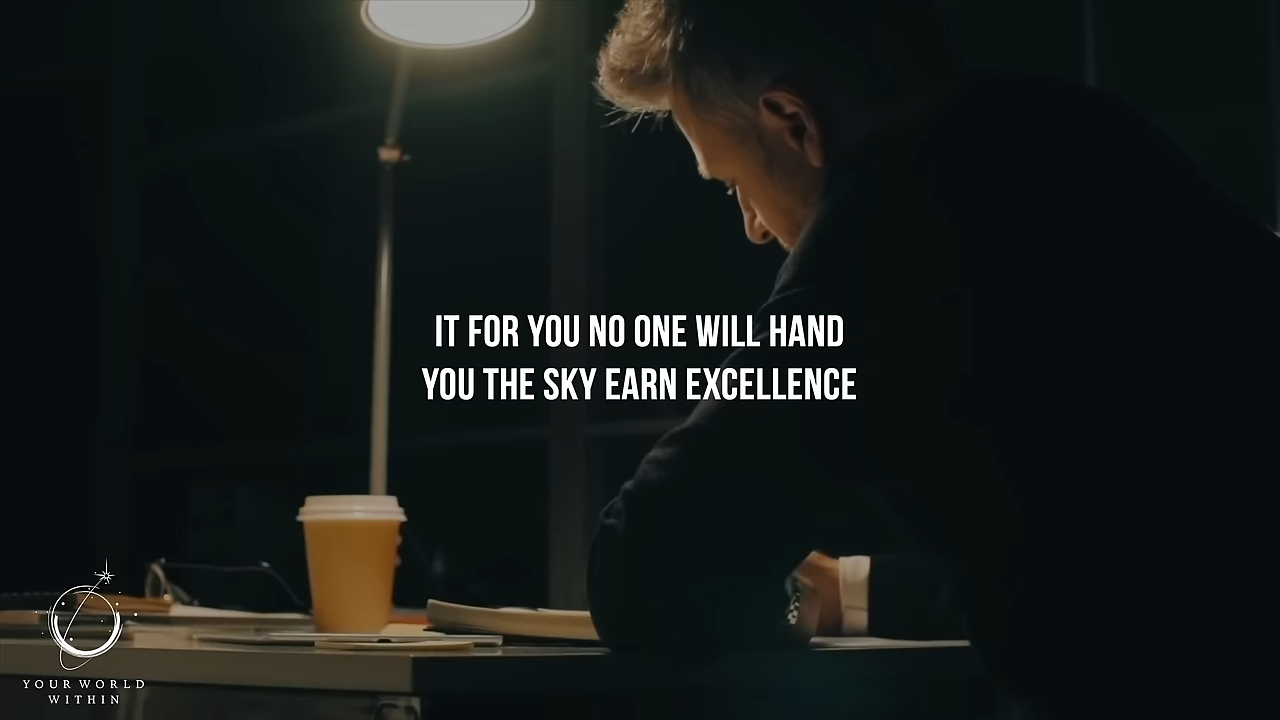 IT FOR YOU NO ONE WILL HAND
YOU THE SKY EARN EXCELLENCE
YOUR WORLD
WITHIN